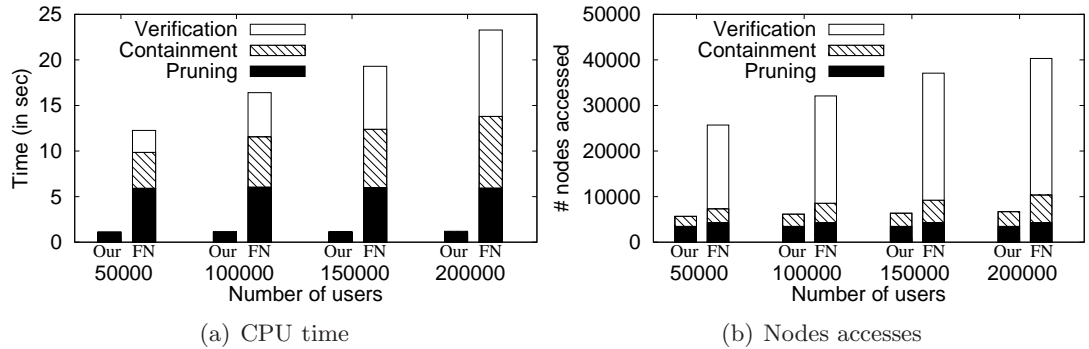 Verification
Containment
Pruning
Time (in sec)
25
20
15
10
5
0
Our FN Our FN Our FN Our FN
50000 100000 150000 200000
Number of users
(a) CPU time
Verification
Containment
Pruning
# nodes accessed
50000
40000
30000
20000
10000
0
Our FN Our FN Our FN Our FN
50000 100000 150000 200000
Number of users
(b) Nodes accesses